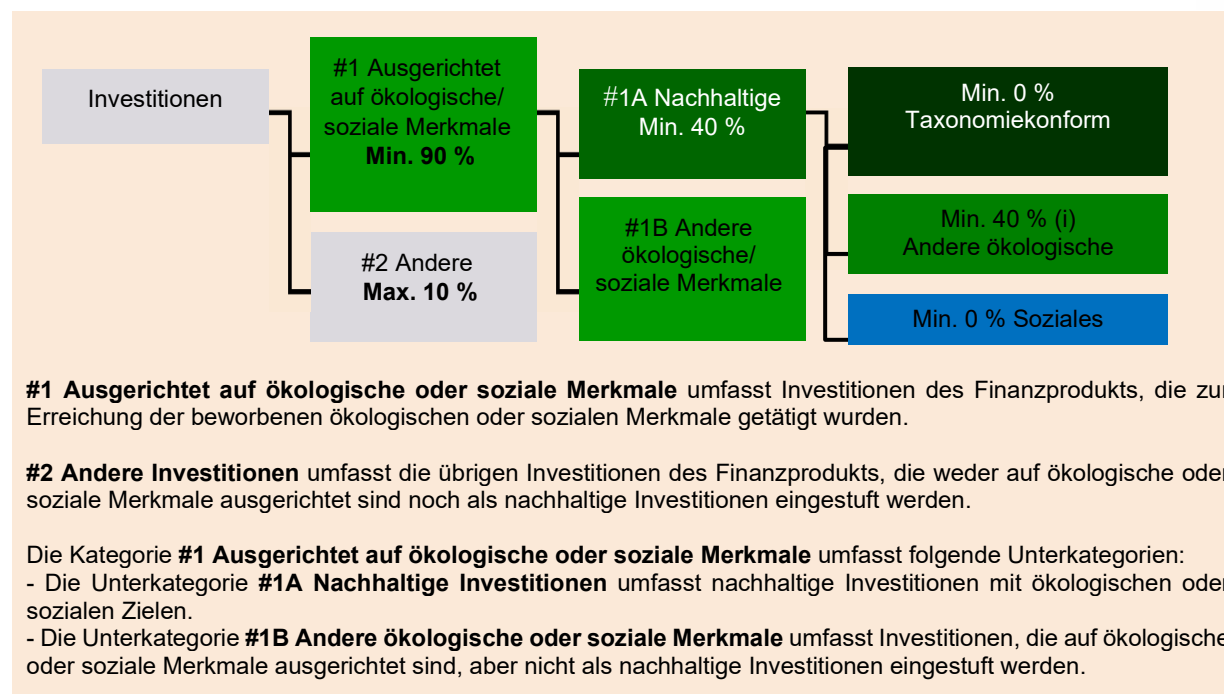 Investitionen
#1 Ausgerichtet
auf ökologische/
soziale Merkmale
Min. 90 %
#2 Andere
Max. 10 %
#1A Nachhaltige
Min. 40 %
#1B Andere
ökologische/
soziale Merkmale
Min. 0 %
Taxonomiekonform
Min. 40 % (i)
Andere ökologische
Min. 0 % Soziales
#1 Ausgerichtet auf ökologische oder soziale Merkmale umfasst Investitionen des Finanzprodukts, die zur
Erreichung der beworbenen ökologischen oder sozialen Merkmale getätigt wurden.
#2 Andere Investitionen umfasst die übrigen Investitionen des Finanzprodukts, die weder auf ökologische oder
soziale Merkmale ausgerichtet sind noch als nachhaltige Investitionen eingestuft werden.
Die Kategorie #1 Ausgerichtet auf ökologische oder soziale Merkmale umfasst folgende Unterkategorien:
- Die Unterkategorie #1A Nachhaltige Investitionen umfasst nachhaltige Investitionen mit ökologischen oder
sozialen Zielen.
- Die Unterkategorie #1B Andere ökologische oder soziale Merkmale umfasst Investitionen, die auf ökologische
oder soziale Merkmale ausgerichtet sind, aber nicht als nachhaltige Investitionen eingestuft werden.